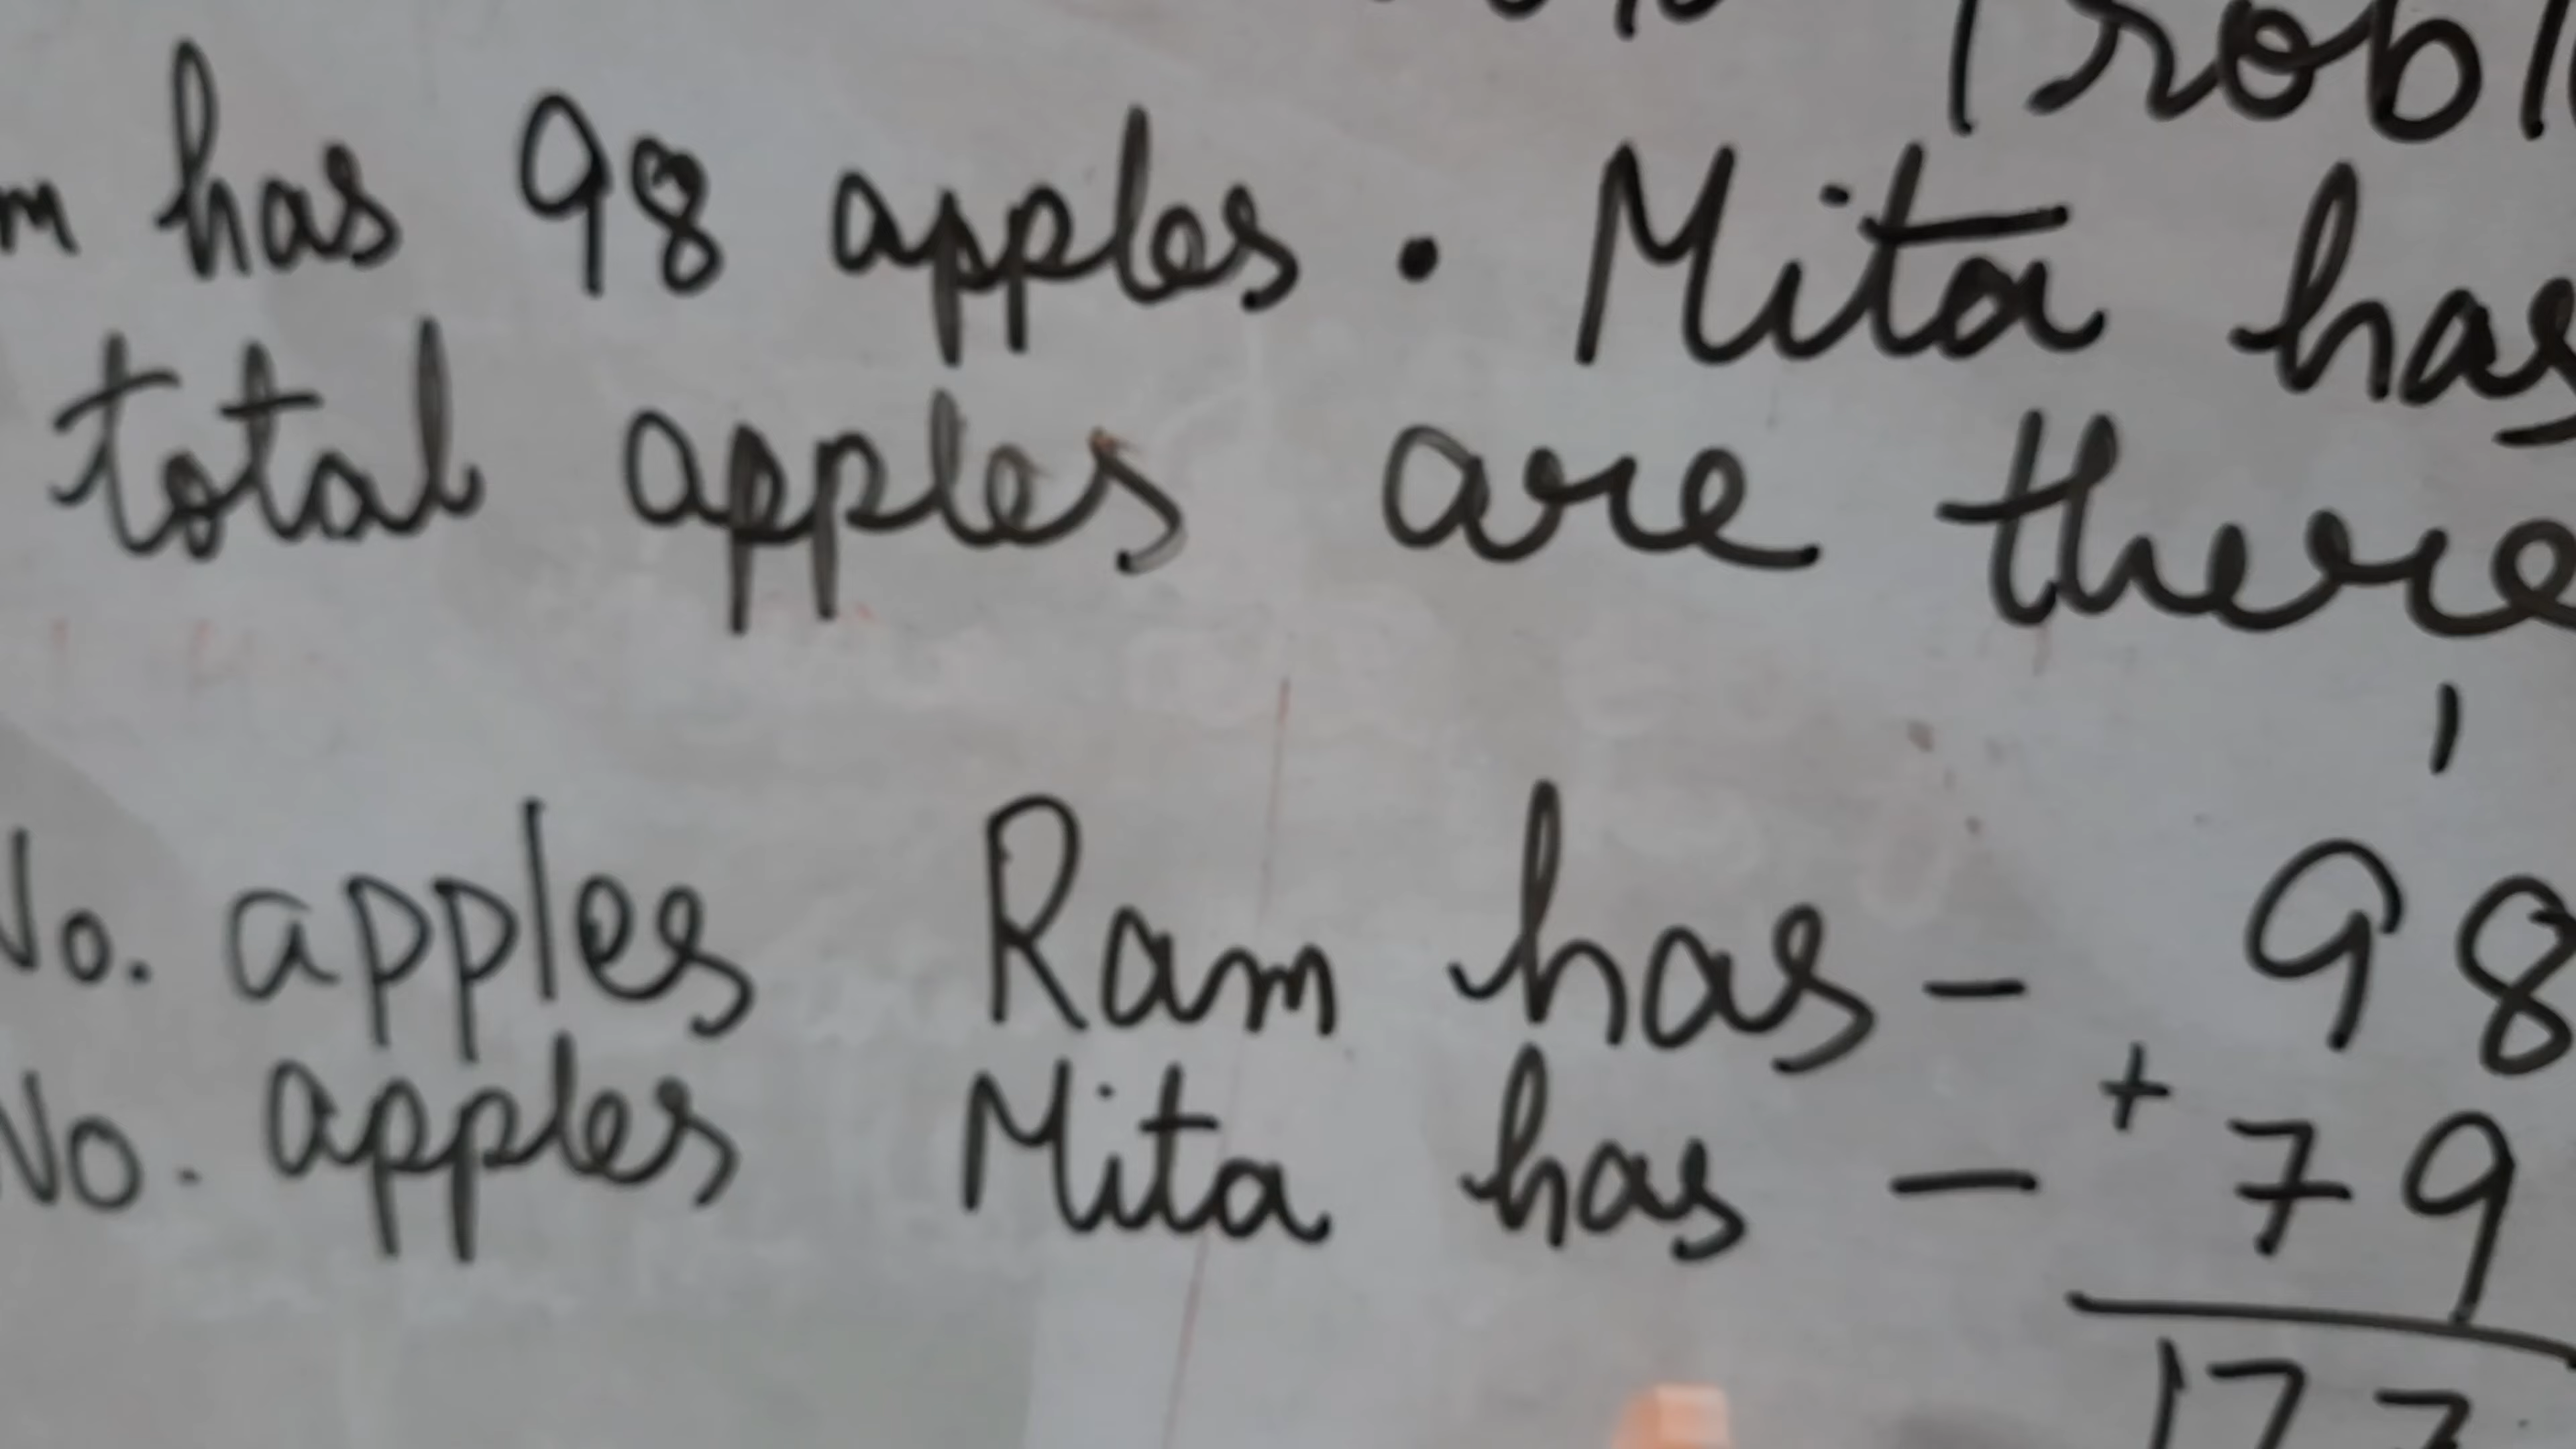 Probl
m has 98 apples. Mita has
total apples are there
1
No. apples Ram has - 98
No. apples Mita has - + 79
177